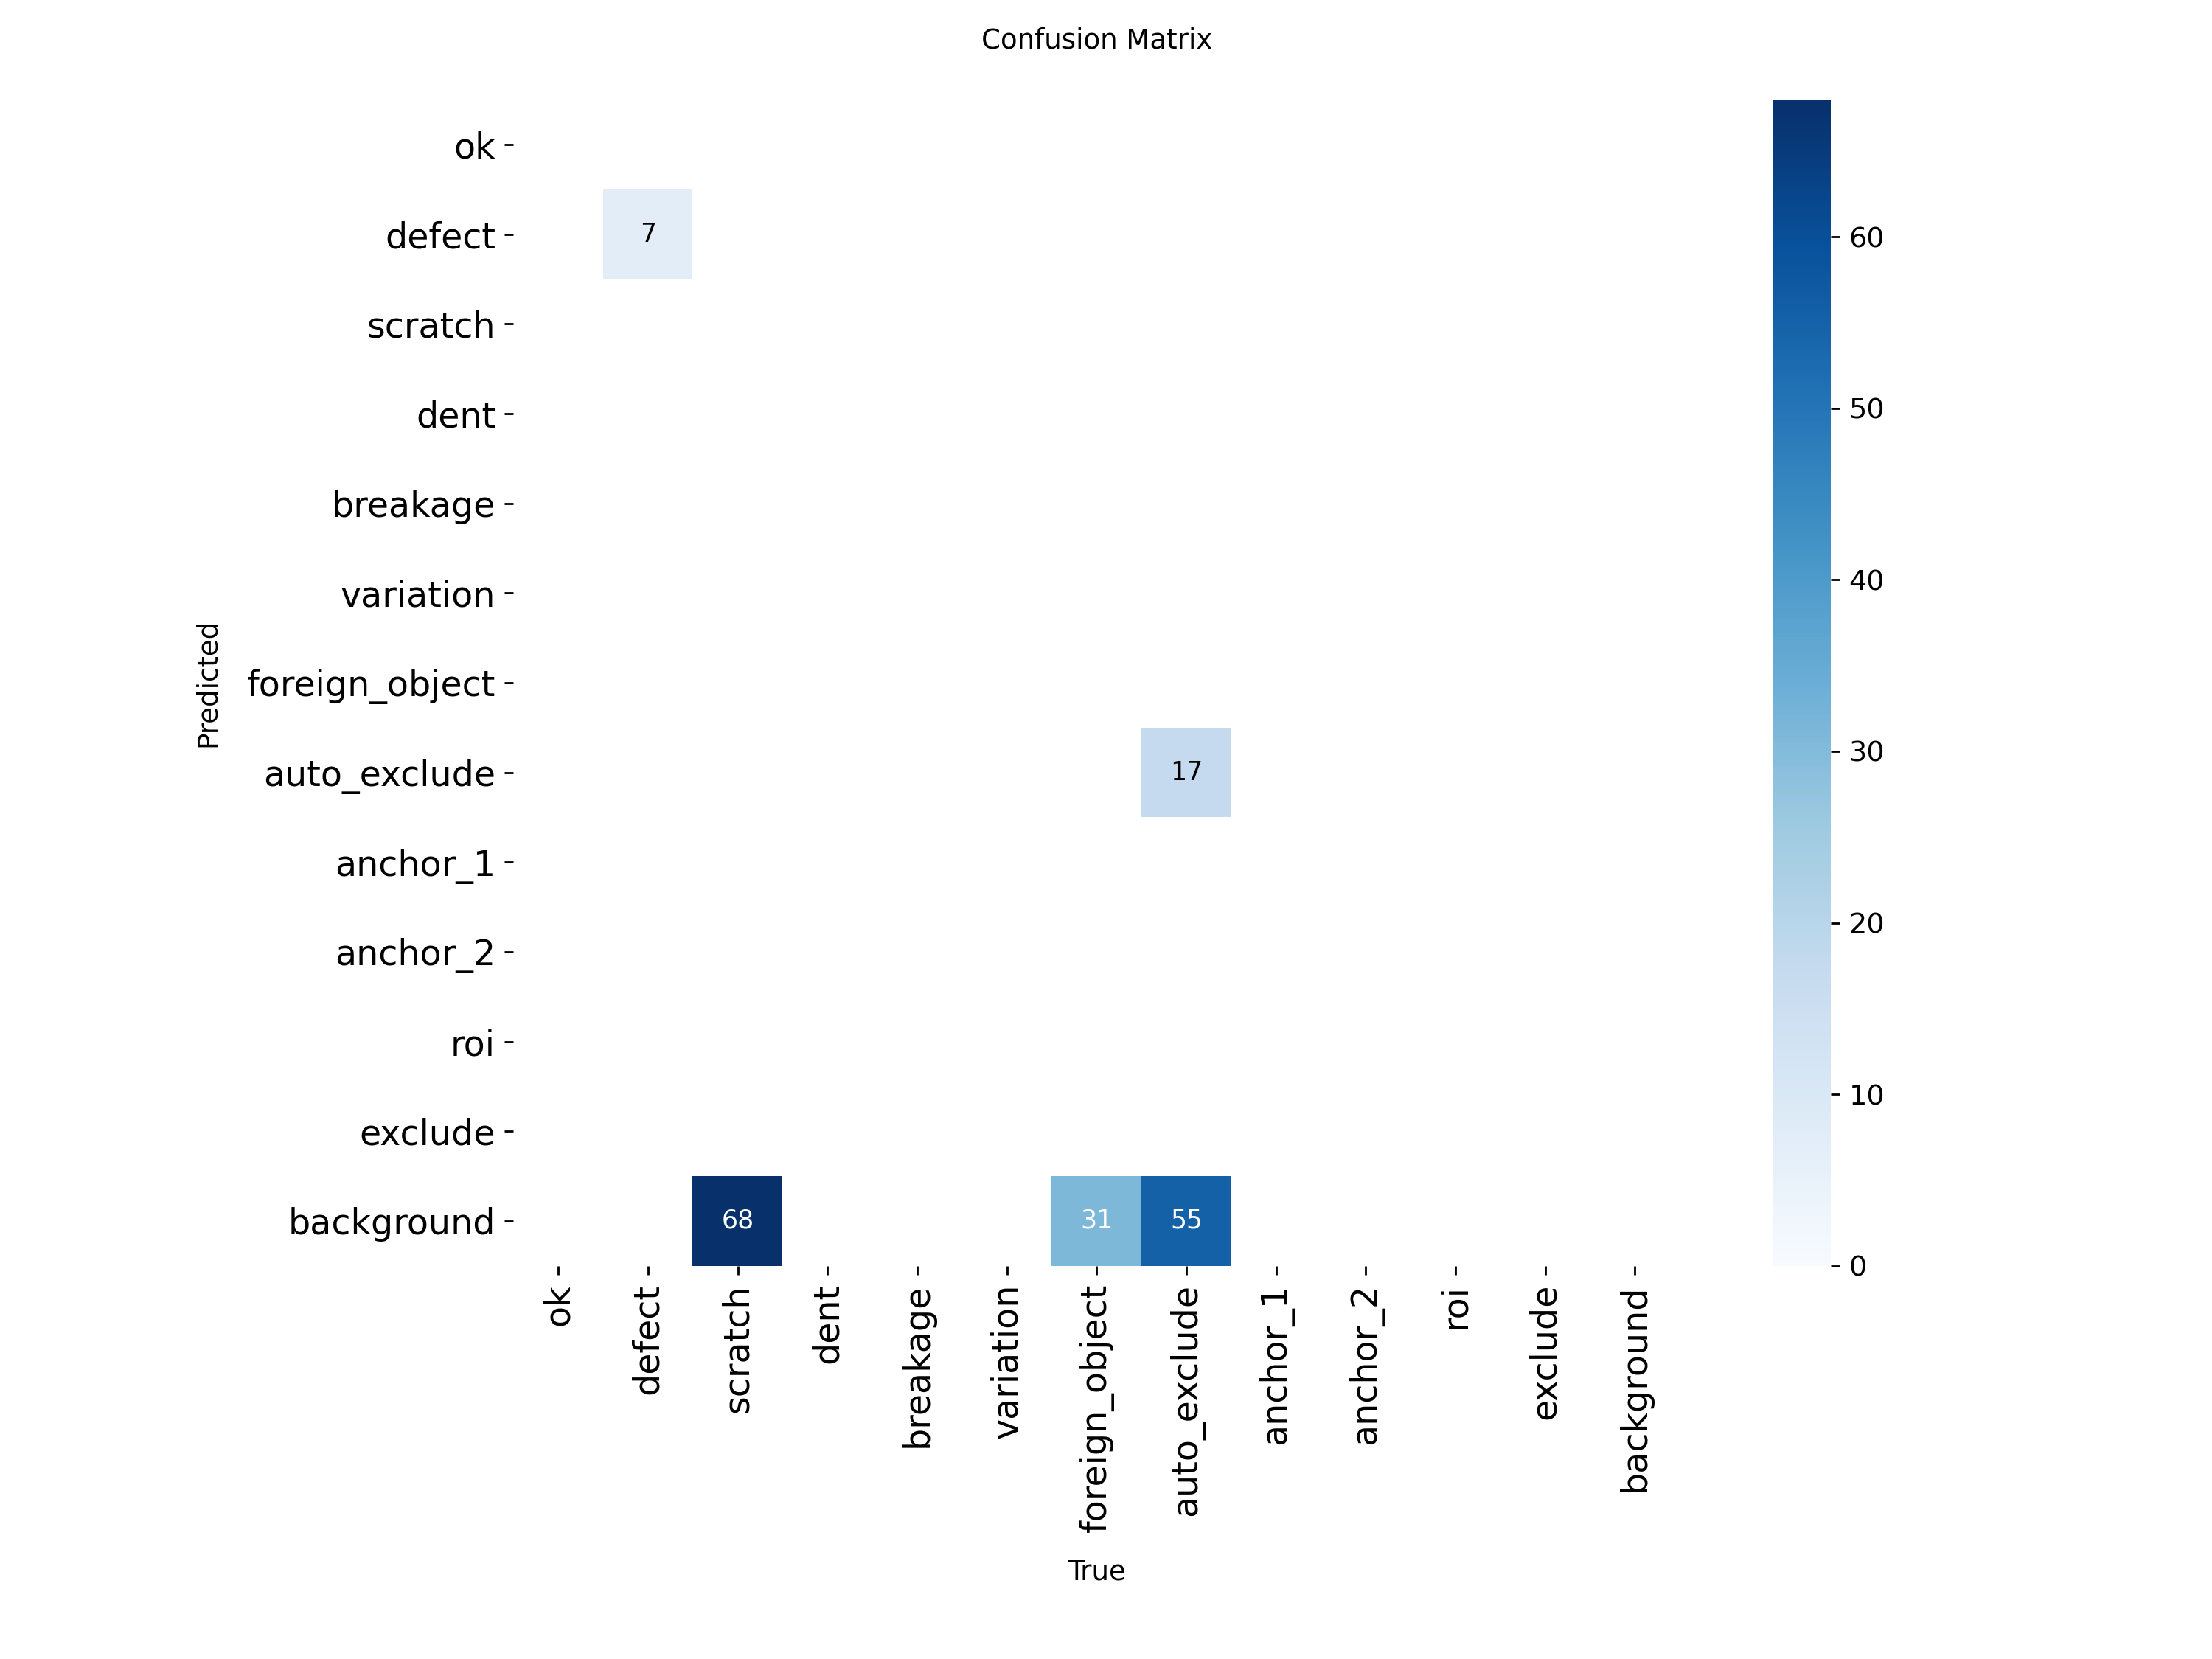 Confusion Matrix
ok
defect
7
scratch
dent
breakage
variation
foreign_object
auto_exclude
17
anchor_1
anchor_2
roi
exclude
background
68
31
55
Predicted
ok
defect
scratch
dent
breakage
variation
foreign_object
auto_exclude
anchor_1
anchor_2
roi
exclude
background
True
60
50
40
30
20
10
0